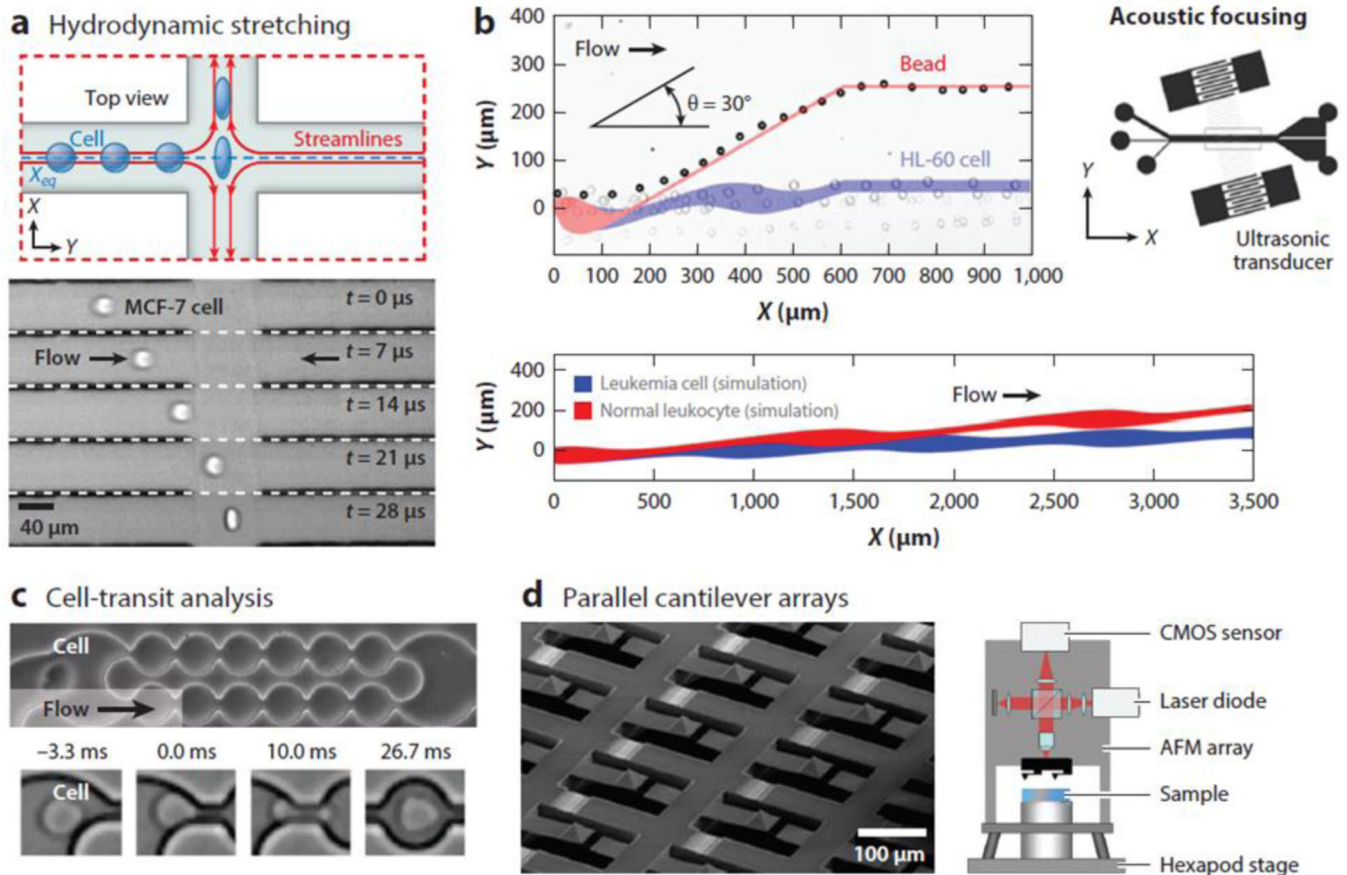 a Hydrodynamic stretching
Top view
Cell
Streamlines
X_eq
X
Y
MCF-7 cell
t = 0 µs
Flow
t = 7 µs
t = 14 µs
t = 21 µs
40 µm
t = 28 µs
b
Acoustic focusing
400
300
200
100
0
Y (µm)
Flow
θ = 30°
Bead
HL-60 cell
0 100 200 300 400 500 600 700 800 900 1,000
X (µm)
Y
X
Ultrasonic
transducer
400
200
0
Y (µm)
Leukemia cell (simulation)
Normal leukocyte (simulation)
Flow
0 500 1,000 1,500 2,000 2,500 3,000 3,500
X (µm)
c Cell-transit analysis
Cell
Flow
–3.3 ms 0.0 ms 10.0 ms 26.7 ms
Cell
d Parallel cantilever arrays
100 µm
CMOS sensor
Laser diode
AFM array
Sample
Hexapod stage